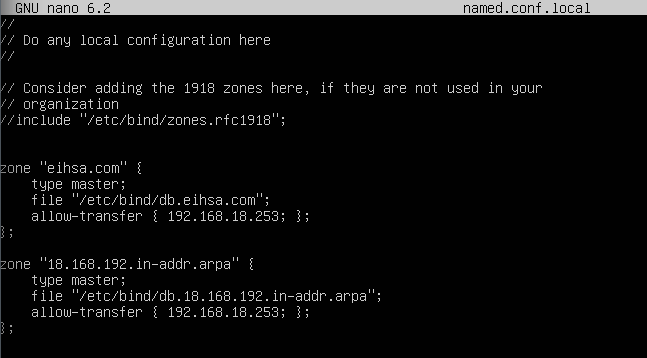 GNU nano 6.2 named.conf.local
//
// Do any local configuration here
//
// Consider adding the 1918 zones here, if they are not used in your
// organization
//include "/etc/bind/zones.rfc1918";
zone "eihsa.com" {
type master;
file "/etc/bind/db.eihsa.com";
allow-transfer { 192.168.18.253; };
};
zone "18.168.192.in-addr.arpa" {
type master;
file "/etc/bind/db.18.168.192.in-addr.arpa";
allow-transfer { 192.168.18.253; };
};